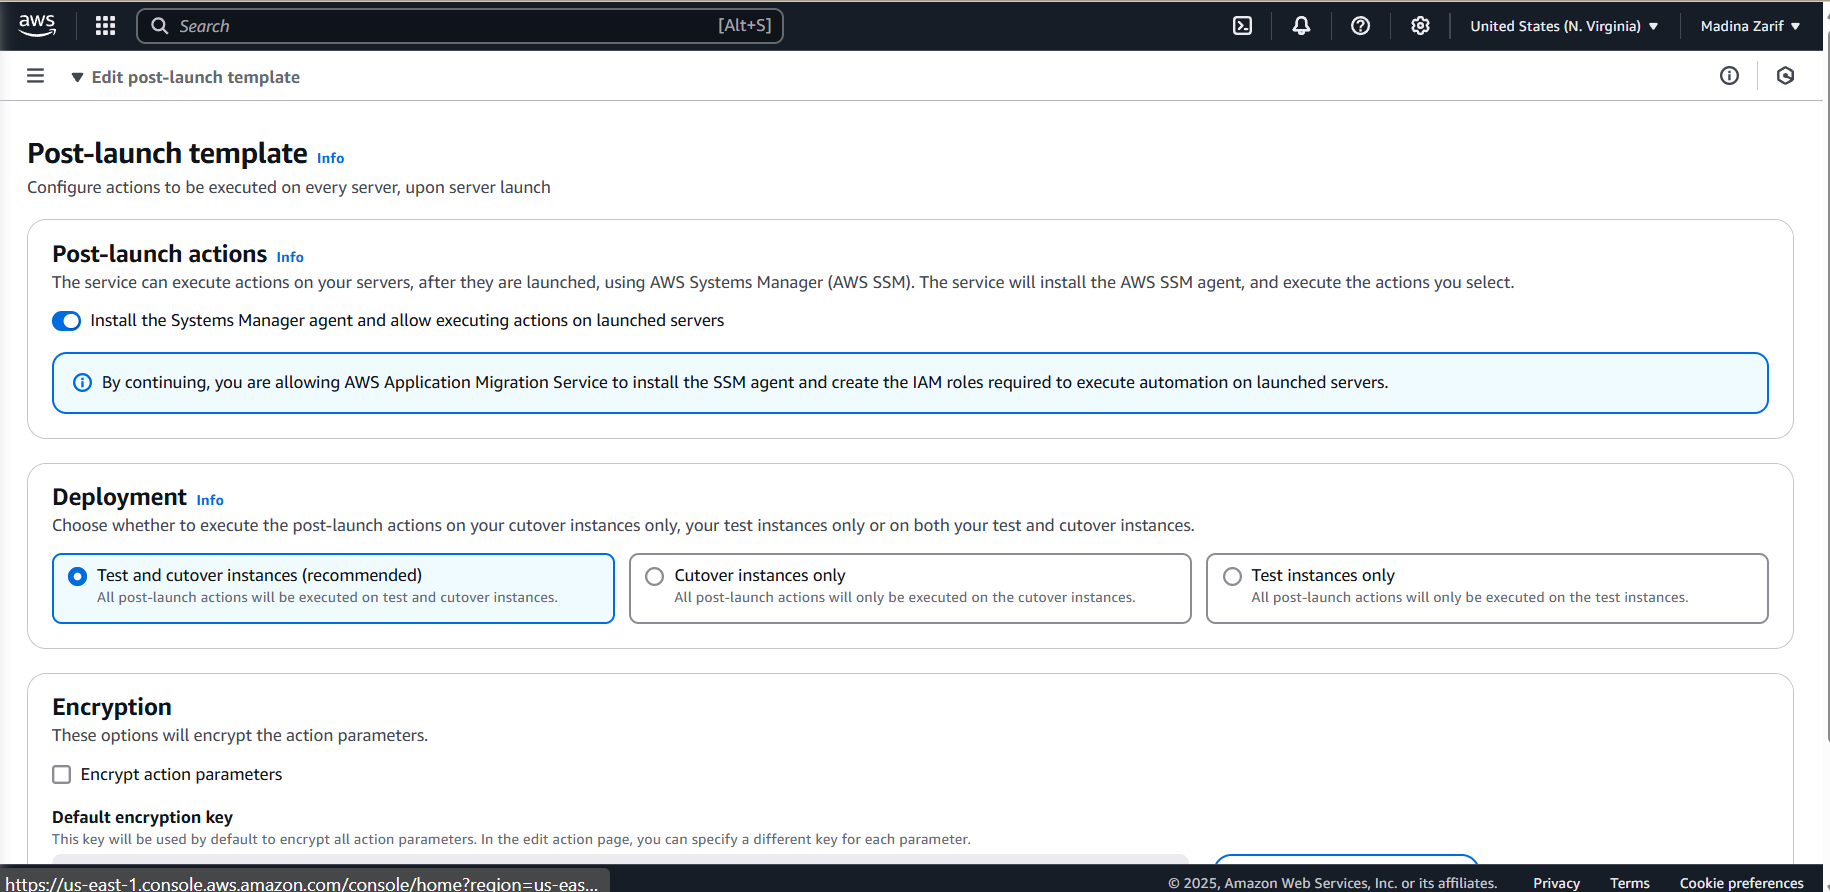 aws
Search
[Alt+S]
United States (N. Virginia)
Madina Zarif
Edit post-launch template
Post-launch template Info
Configure actions to be executed on every server, upon server launch
Post-launch actions Info
The service can execute actions on your servers, after they are launched, using AWS Systems Manager (AWS SSM). The service will install the AWS SSM agent, and execute the actions you select.
Install the Systems Manager agent and allow executing actions on launched servers
By continuing, you are allowing AWS Application Migration Service to install the SSM agent and create the IAM roles required to execute automation on launched servers.
Deployment Info
Choose whether to execute the post-launch actions on your cutover instances only, your test instances only or on both your test and cutover instances.
Test and cutover instances (recommended)
All post-launch actions will be executed on test and cutover instances.
Cutover instances only
All post-launch actions will only be executed on the cutover instances.
Test instances only
All post-launch actions will only be executed on the test instances.
Encryption
These options will encrypt the action parameters.
Encrypt action parameters
Default encryption key
This key will be used by default to encrypt all action parameters. In the edit action page, you can specify a different key for each parameter.
https://us-east-1.console.aws.amazon.com/console/home?region=us-eas...
© 2025, Amazon Web Services, Inc. or its affiliates.
Privacy
Terms
Cookie preferences